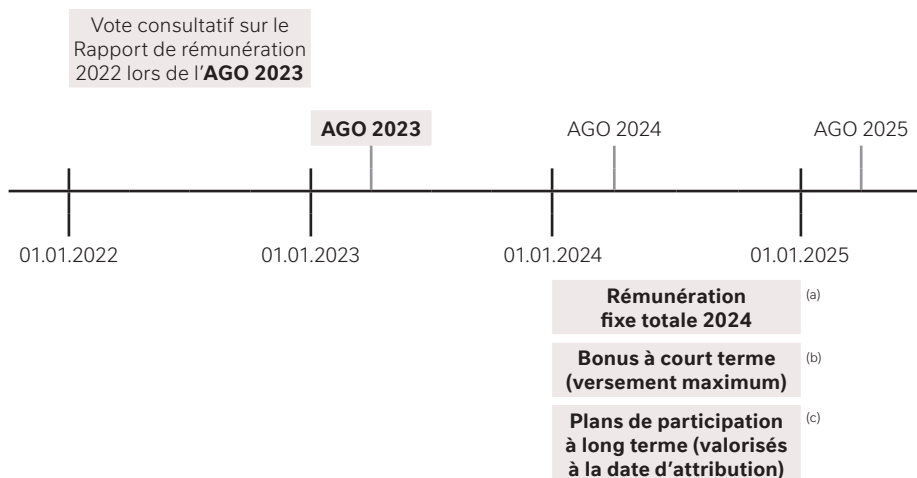 Vote consultatif sur le
Rapport de rémunération
2022 lors de l'AGO 2023
AGO 2023
AGO 2024
AGO 2025
01.01.2022
01.01.2023
01.01.2024
01.01.2025
Rémunération
fixe totale 2024
(a)
Bonus à court terme
(versement maximum)
(b)
Plans de participation
à long terme (valorisés
à la date d'attribution)
(c)